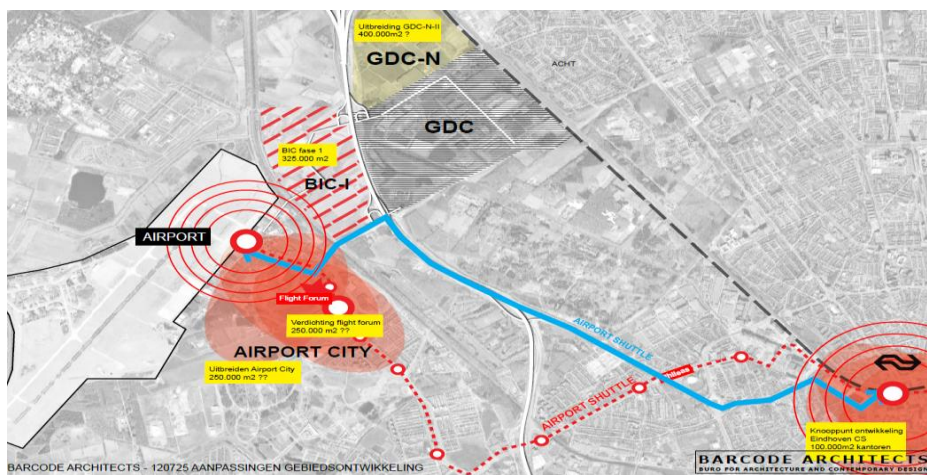 Uitbreiding GDC-N-II
400.000m2 ?
GDC-N
ACHT
GDC
BIC fase 1
325.000 m2
BIC-I
AIRPORT
Flight Forum
Verdichting flight forum
250.000 m2 ??
AIRPORT CITY
Uitbreiden Airport City
250.000 m2 ??
AIRPORT SHUTTLE
Phileas
AIRPORT SHUTTLE
Knooppunt ontwikkeling
Eindhoven CS
100.000m2 kantoren
BARCODE ARCHITECTS - 120725 AANPASSINGEN GEBIEDSONTWIKKELING
BARCODE ARCHITECTS
BURO FOR ARCHITECTURE AND CONTEMPORARY DESIGN